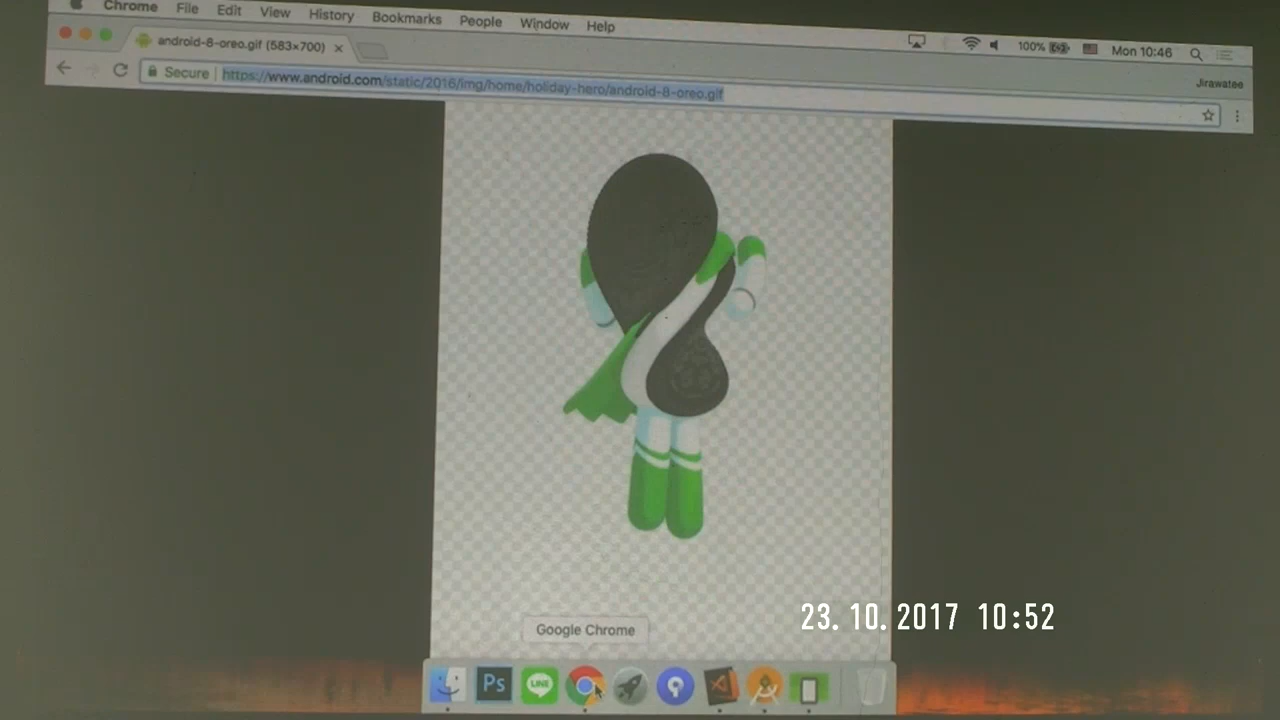 Chrome File Edit View History Bookmarks People Window Help 100% Mon 10:46
android-8-oreo.gif (583×700)
Jirawatee
Secure https://www.android.com/static/2016/img/home/holiday-hero/android-8-oreo.gif
23.10.2017 10:52
Google Chrome
Ps LINE